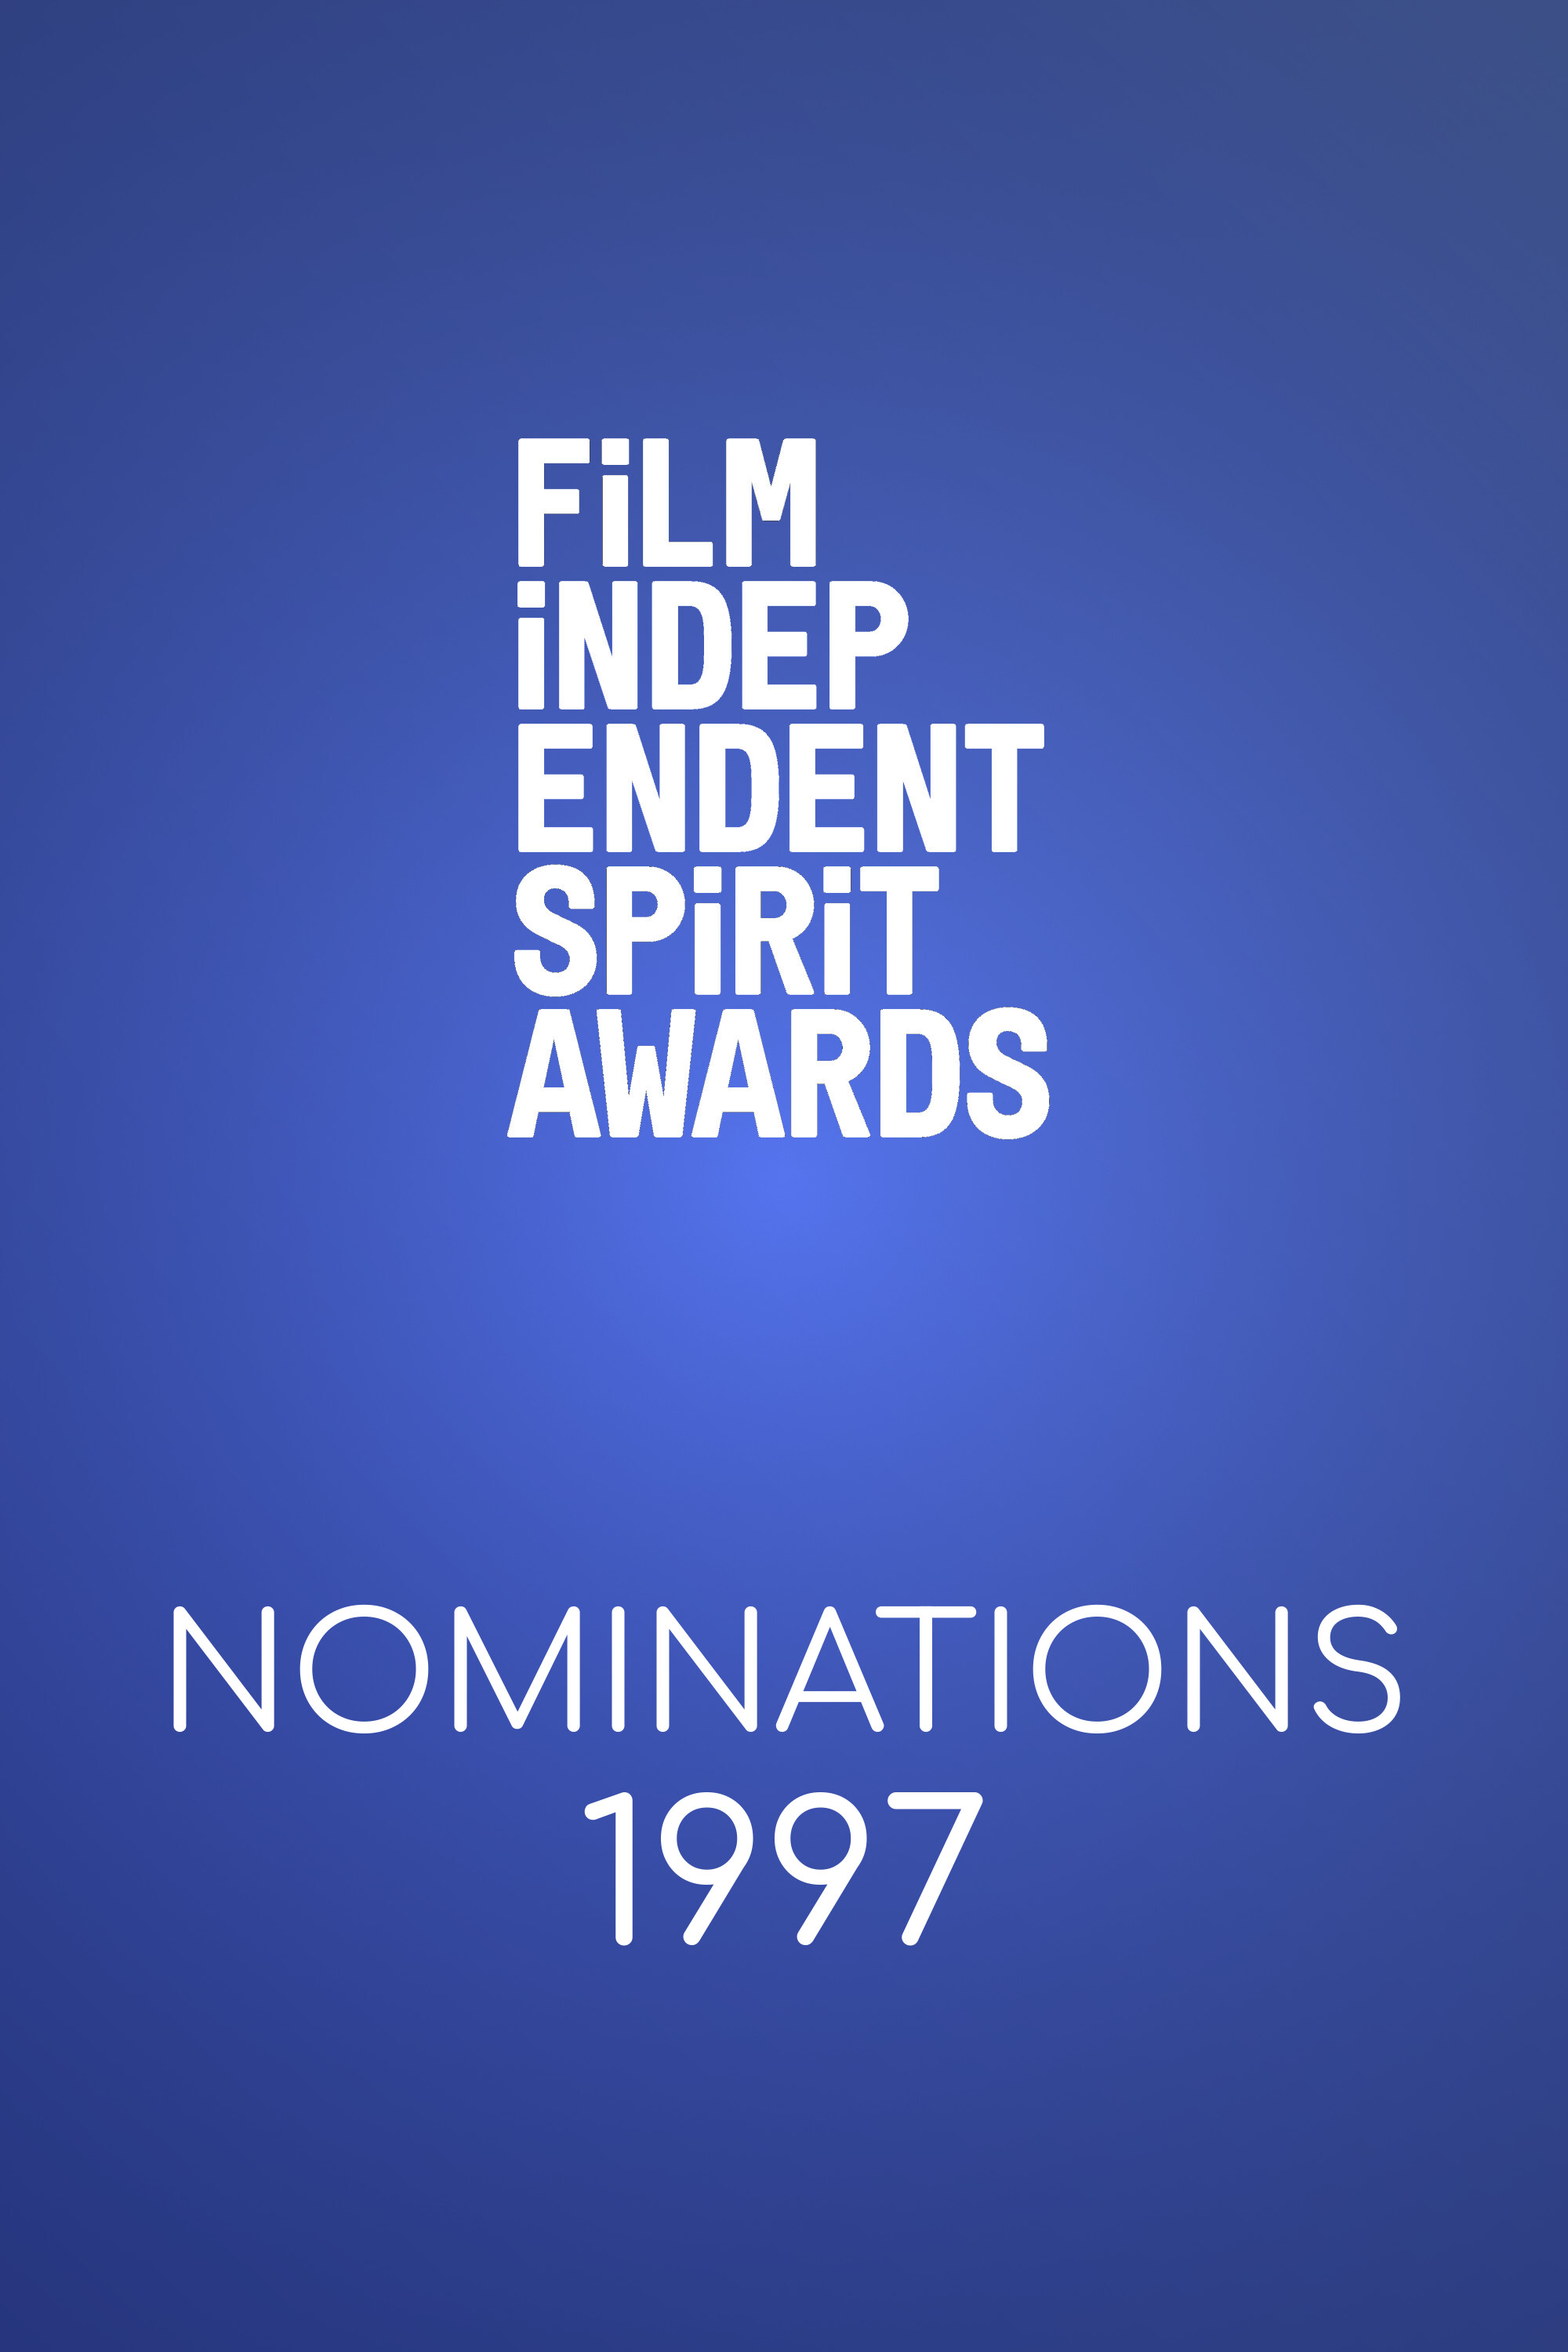 FiLM
iNDEP
ENDENT
SPiRiT
AWARDS
NOMINATIONS
1997